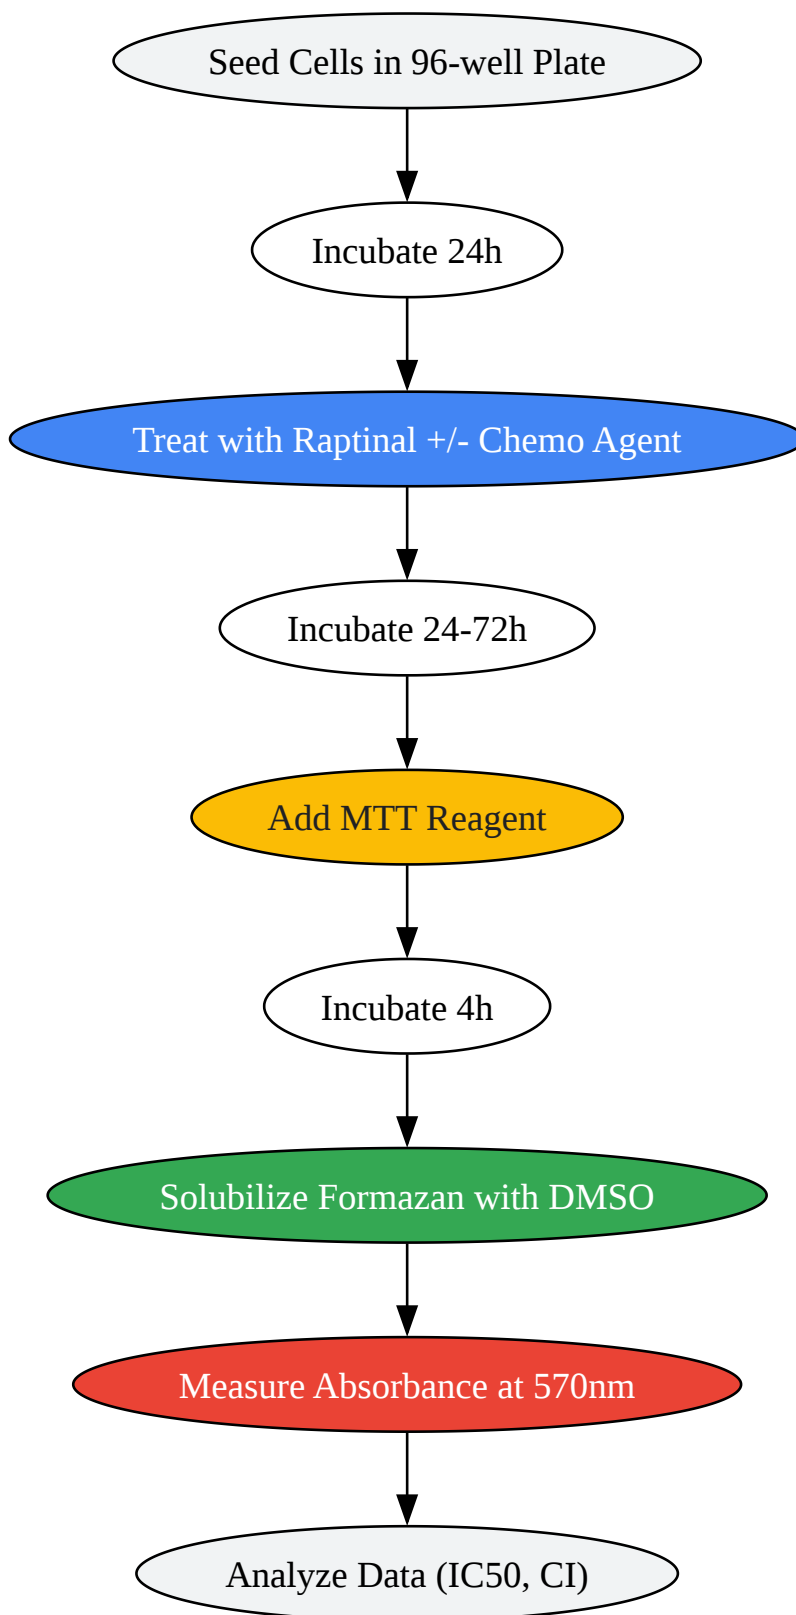 Seed Cells in 96-well Plate
Incubate 24h
Treat with Raptinal +/- Chemo Agent
Incubate 24-72h
Add MTT Reagent
Incubate 4h
Solubilize Formazan with DMSO
Measure Absorbance at 570nm
Analyze Data (IC50, CI)